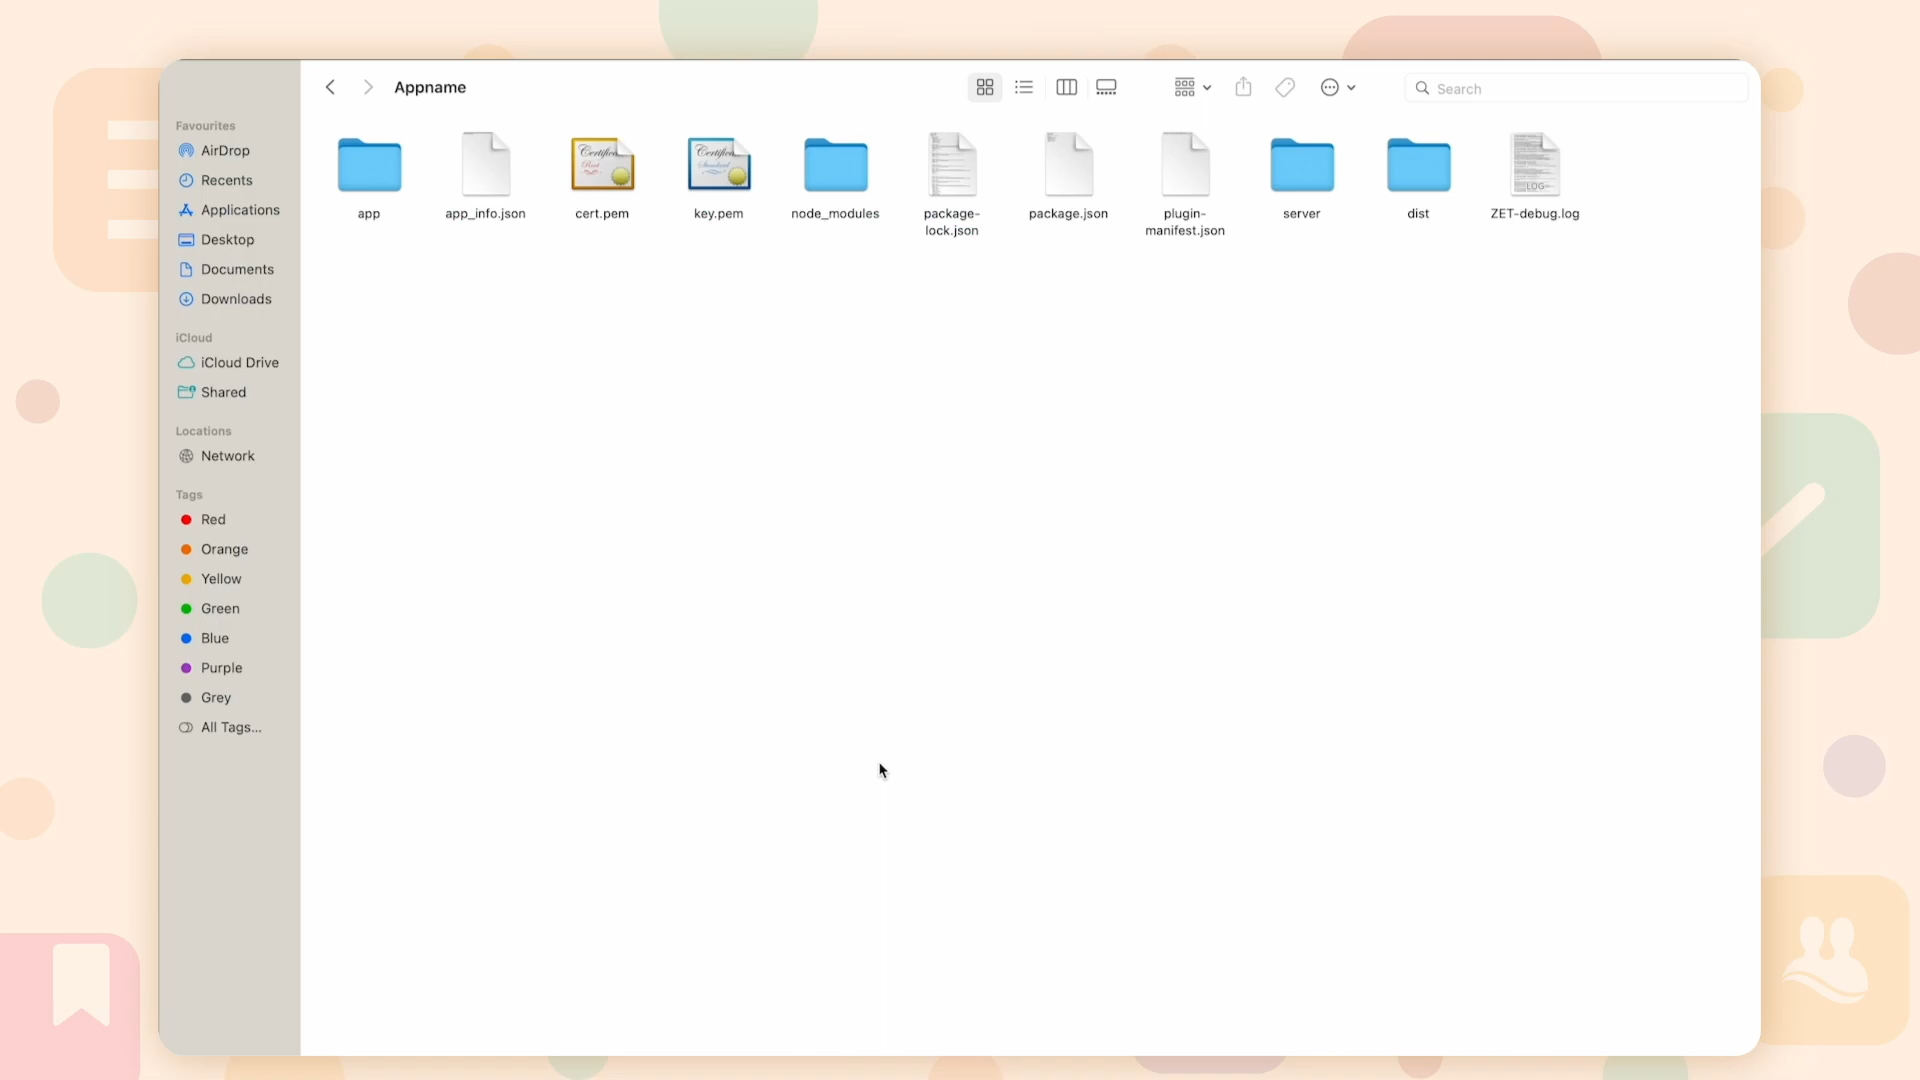 Appname
Search
Favourites
AirDrop
Recents
Applications
Desktop
Documents
Downloads
iCloud
iCloud Drive
Shared
Locations
Network
Tags
Red
Orange
Yellow
Green
Blue
Purple
Grey
All Tags...
app
app_info.json
cert.pem
key.pem
node_modules
package-
lock.json
package.json
plugin-
manifest.json
server
dist
LOG
ZET-debug.log